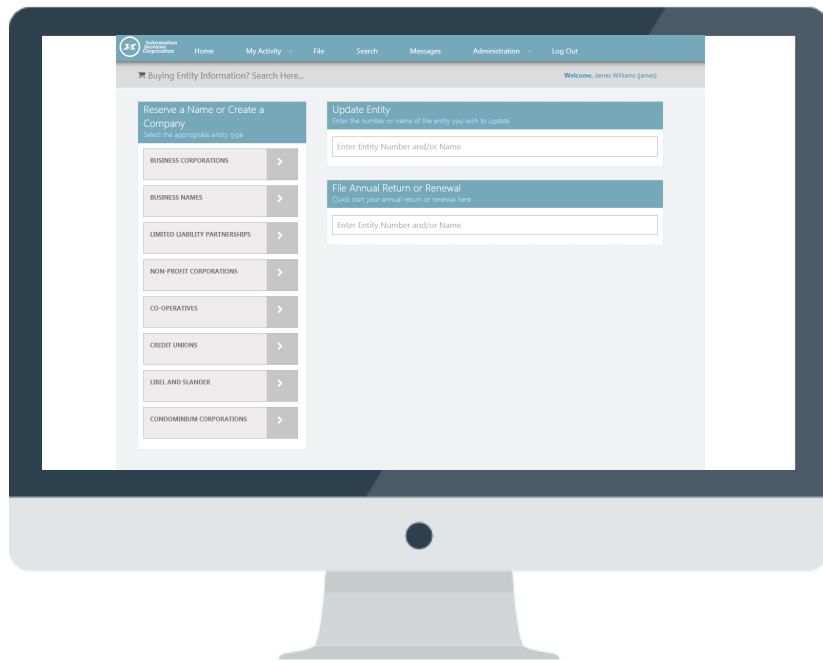 Information
Services
Corporation
Home My Activity File Search Messages Administration Log Out
Buying Entity Information? Search Here...
Welcome, James Williams (james)
Reserve a Name or Create a
Company
Select the appropriate entity type
BUSINESS CORPORATIONS
BUSINESS NAMES
LIMITED LIABILITY PARTNERSHIPS
NON-PROFIT CORPORATIONS
CO-OPERATIVES
CREDIT UNIONS
LIBEL AND SLANDER
CONDOMINIUM CORPORATIONS
Update Entity
Enter the number or name of the entity you wish to update
Enter Entity Number and/or Name
File Annual Return or Renewal
Quick start your annual return or renewal here
Enter Entity Number and/or Name